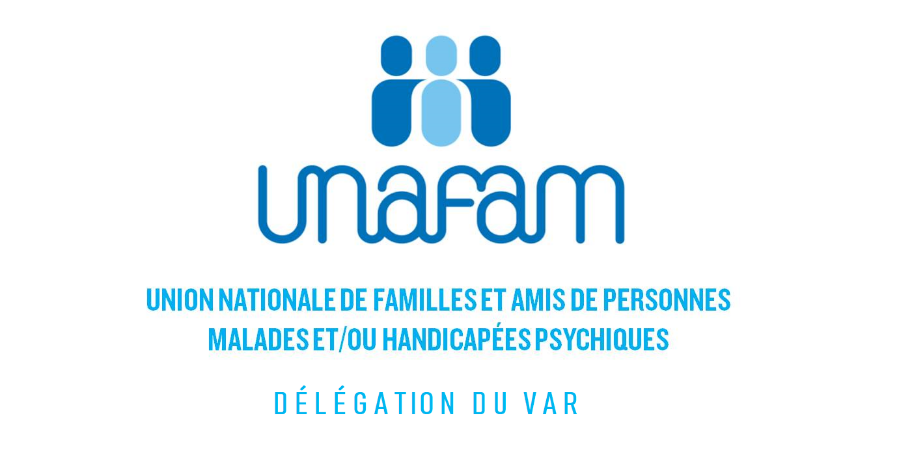 unafam
UNION NATIONALE DE FAMILLES ET AMIS DE PERSONNES
MALADES ET/OU HANDICAPÉES PSYCHIQUES
DÉLÉGATION DU VAR